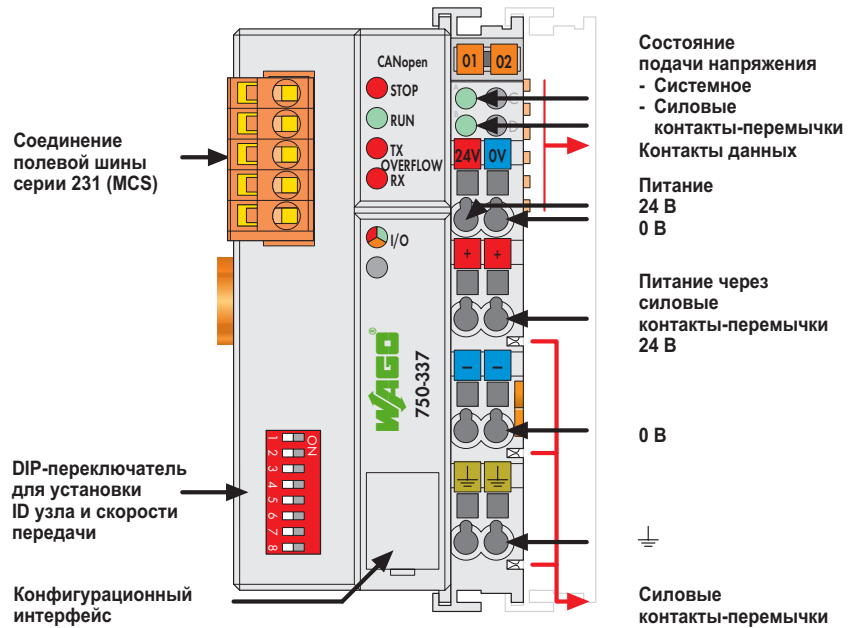 Соединение
полевой шины
серии 231 (MCS)
DIP-переключатель
для установки
ID узла и скорости
передачи
Конфигурационный
интерфейс
CANopen
STOP
RUN
TX
OVERFLOW
RX
I/O
WAGO
®
750-337
ON
1
2
3
4
5
6
7
8
01 02
A C
B D
24V 0V
+ +
− −
Состояние
подачи напряжения
- Системное
- Силовые
контакты-перемычки
Контакты данных
Питание
24 В
0 В
Питание через
силовые
контакты-перемычки
24 В
0 В
Силовые
контакты-перемычки